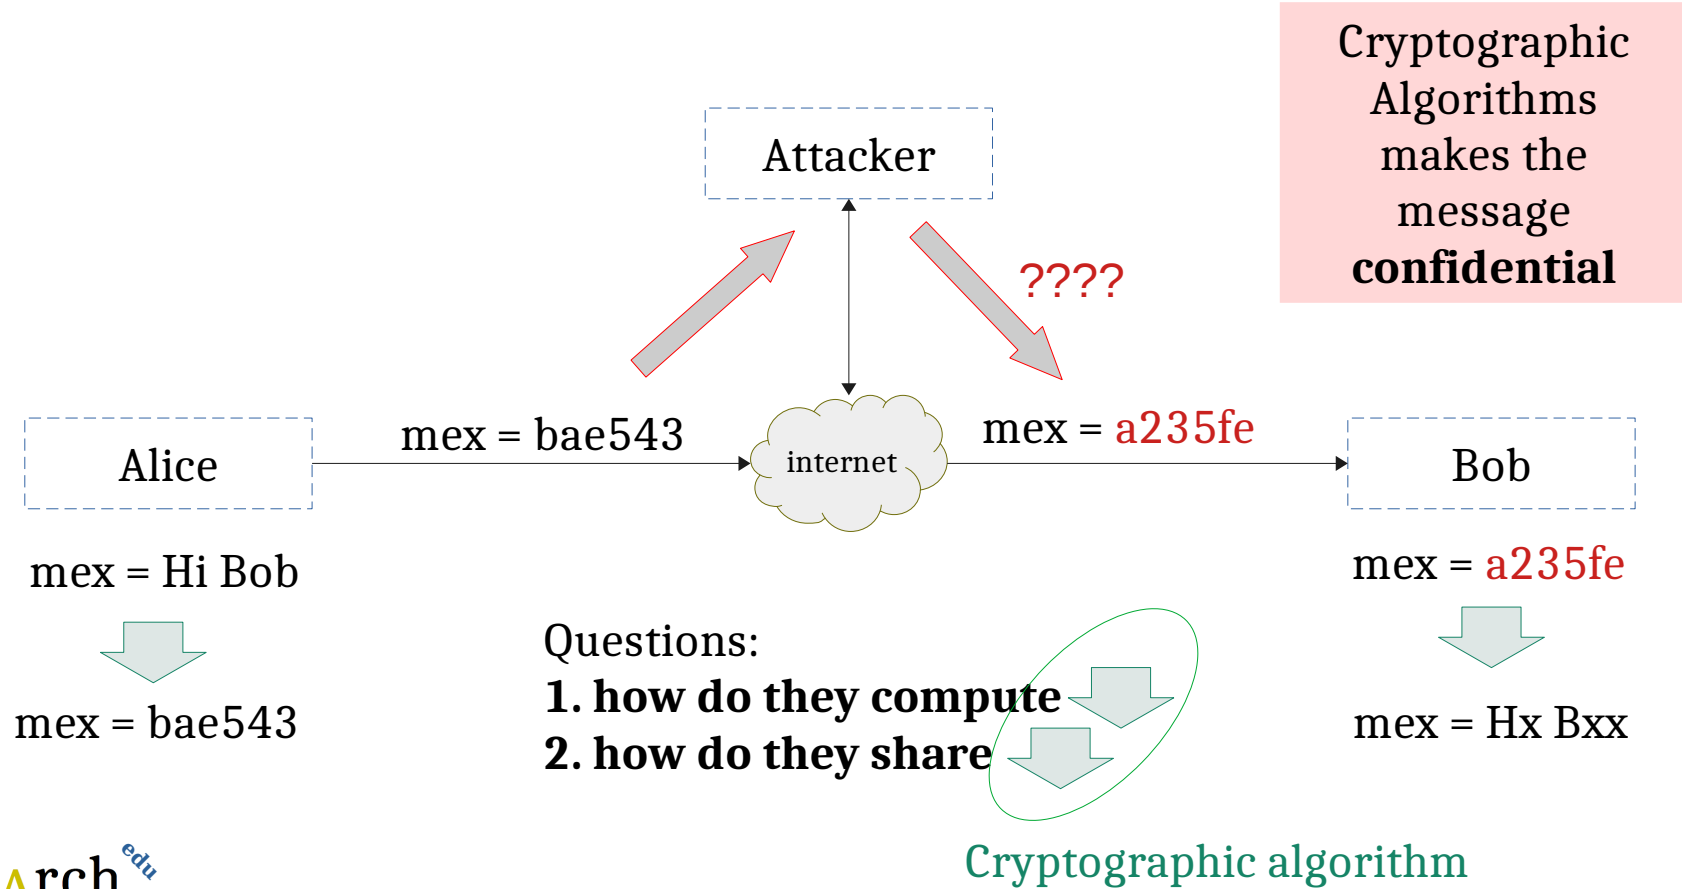 Cryptographic
Algorithms
makes the
message
confidential
Attacker
????
mex = bae543
mex = a235fe
Alice
internet
Bob
mex = Hi Bob
mex = a235fe
Questions:
1. how do they compute
2. how do they share
mex = bae543
mex = Hx Bxx
Cryptographic algorithm
Arch edu